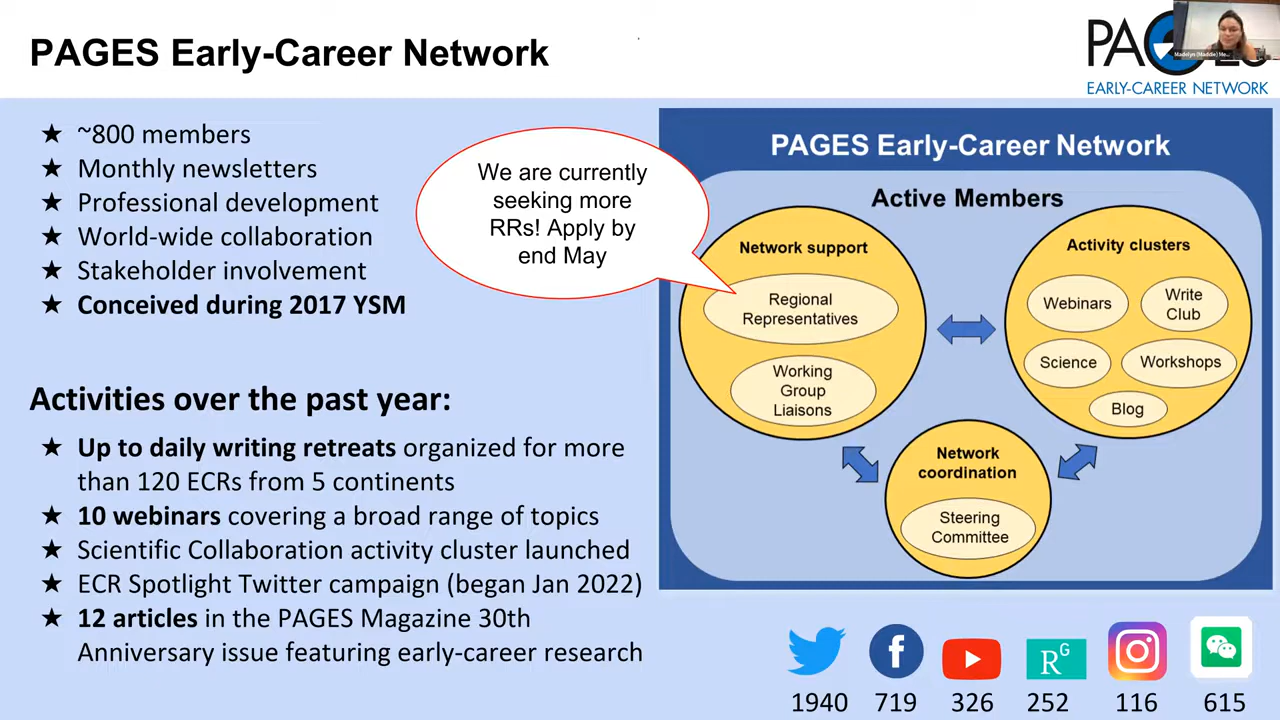 PAGES Early-Career Network
EARLY-CAREER NETWORK
Madelyn (Maddie) Me...
★ ~800 members
★ Monthly newsletters
★ Professional development
★ World-wide collaboration
★ Stakeholder involvement
★ Conceived during 2017 YSM
We are currently
seeking more
RRs! Apply by
end May
Activities over the past year:
★ Up to daily writing retreats organized for more
than 120 ECRs from 5 continents
★ 10 webinars covering a broad range of topics
★ Scientific Collaboration activity cluster launched
★ ECR Spotlight Twitter campaign (began Jan 2022)
★ 12 articles in the PAGES Magazine 30th
Anniversary issue featuring early-career research
PAGES Early-Career Network
Active Members
Network support
Regional
Representatives
Working
Group
Liaisons
Activity clusters
Webinars
Write
Club
Science
Workshops
Blog
Network
coordination
Steering
Committee
f
RG
1940 719 326 252 116 615